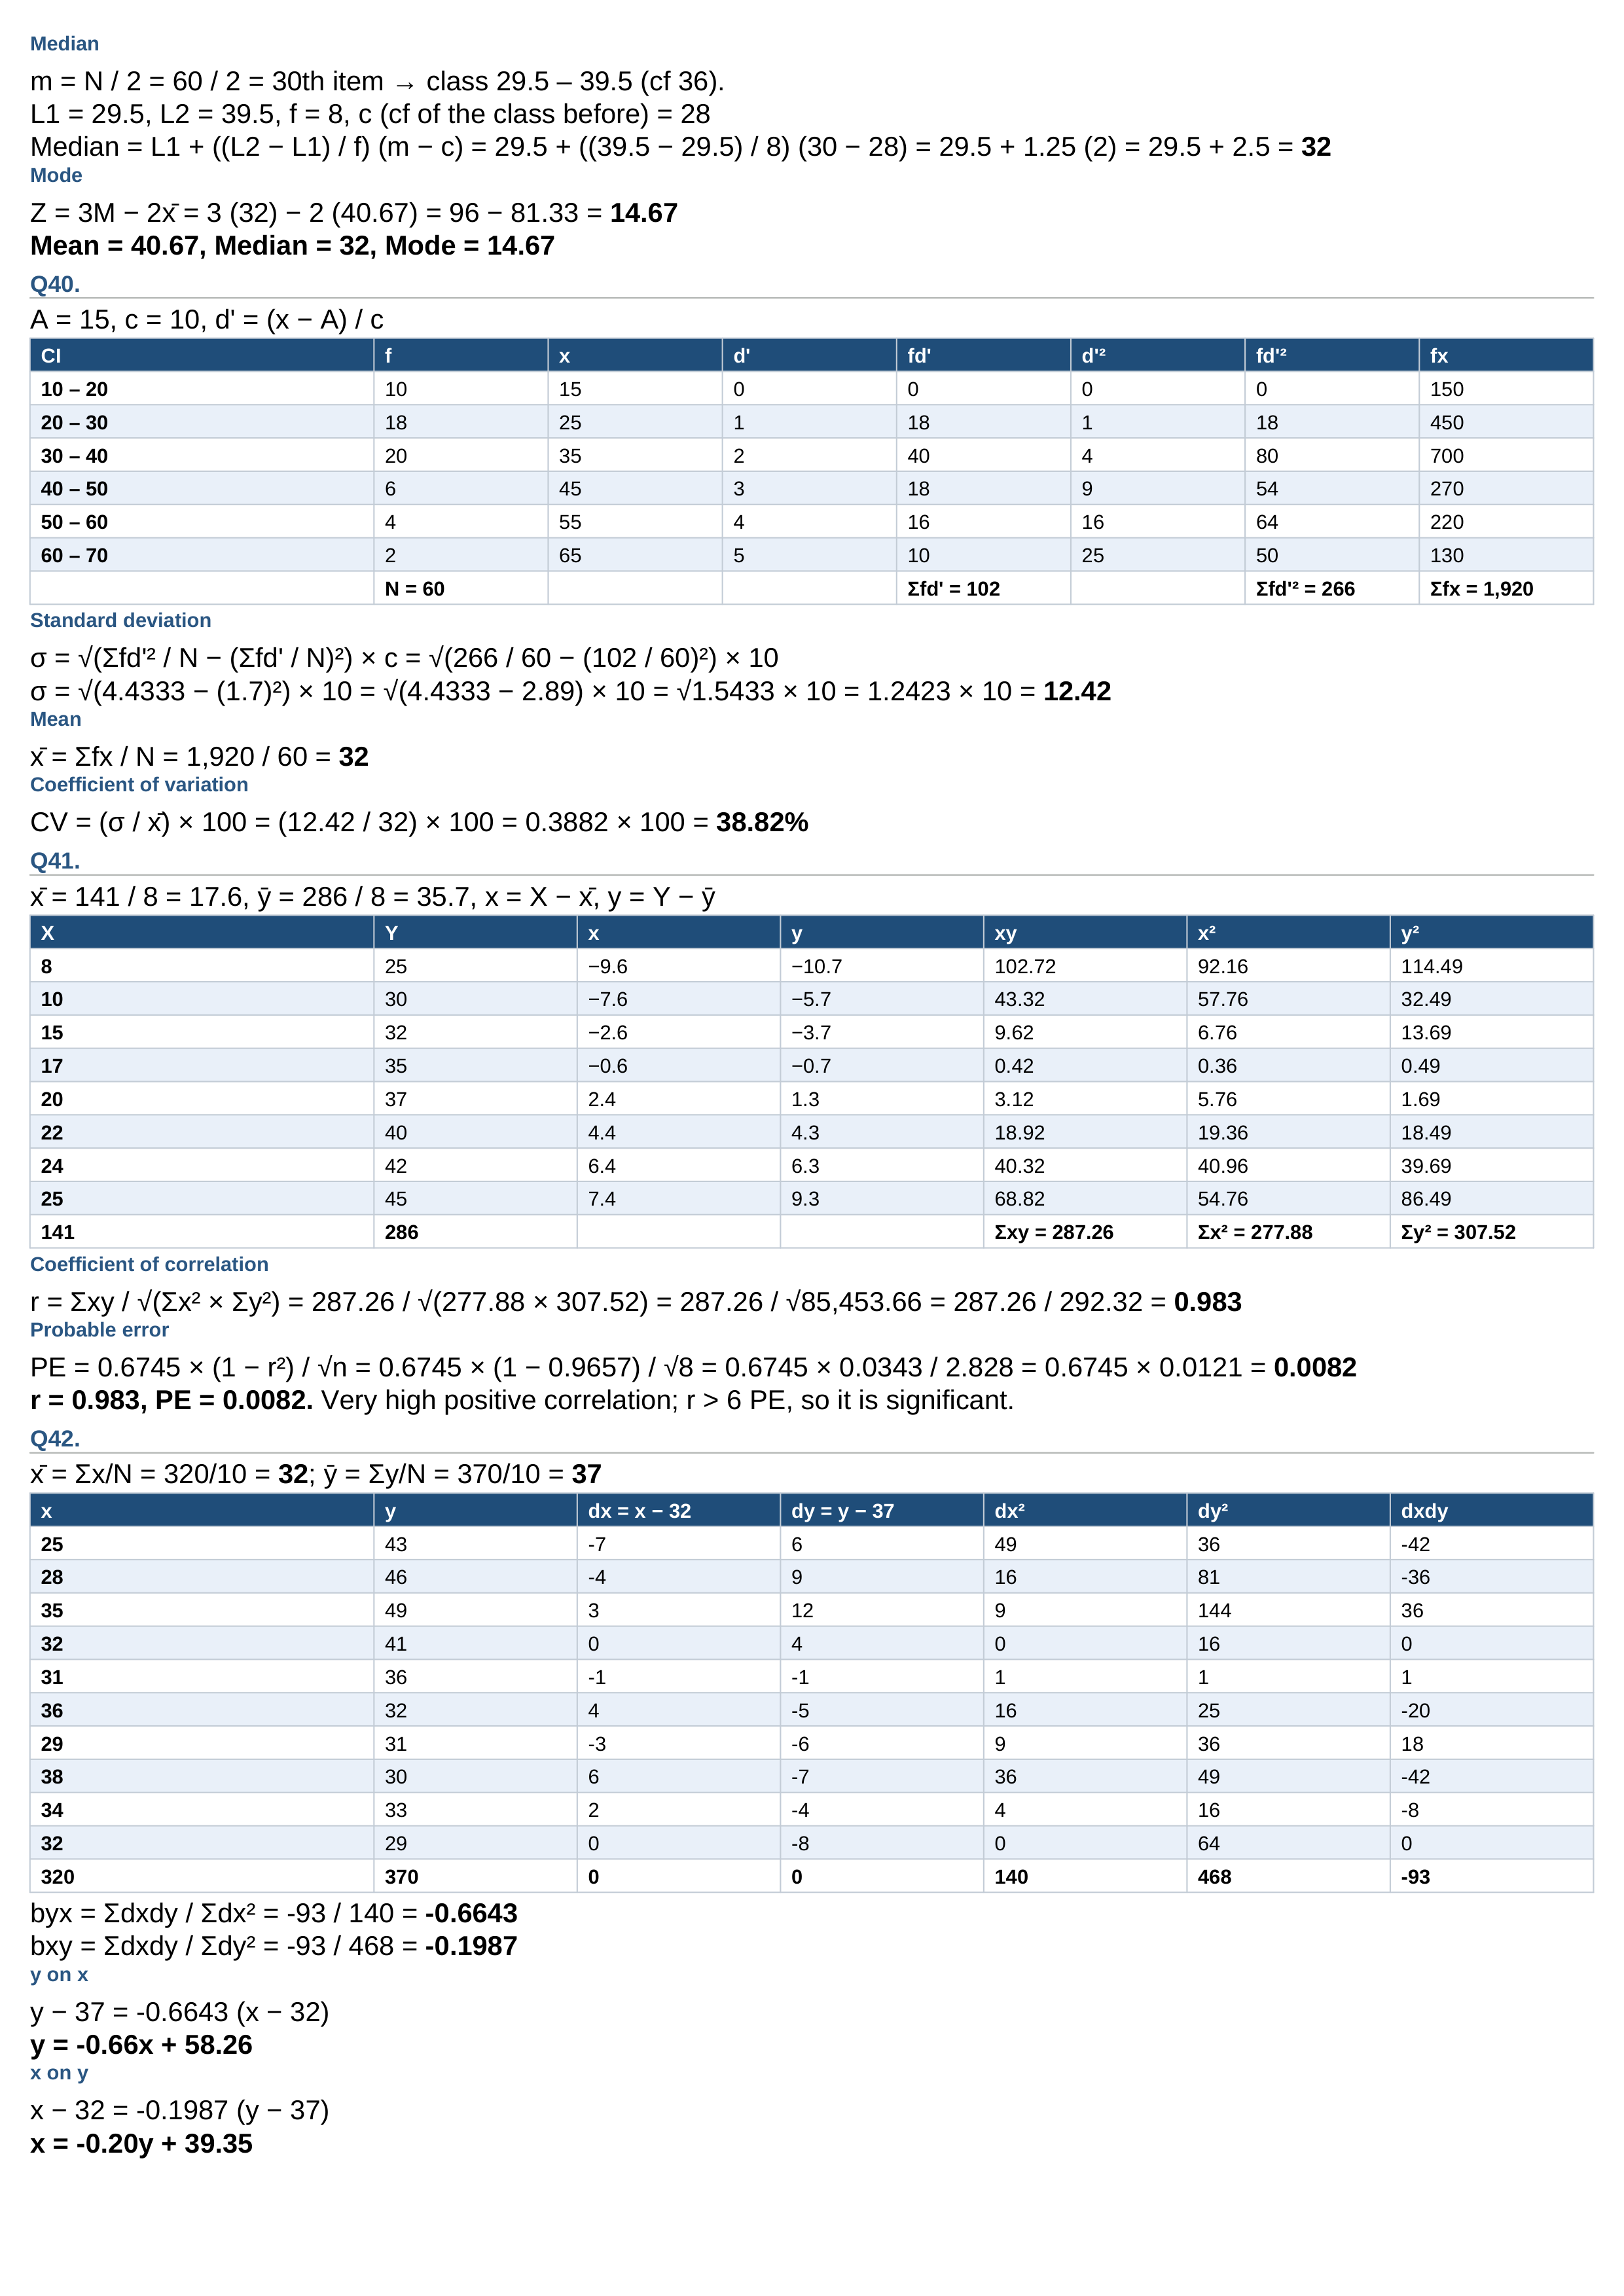 Median
m = N / 2 = 60 / 2 = 30th item → class 29.5 – 39.5 (cf 36).
L1 = 29.5, L2 = 39.5, f = 8, c (cf of the class before) = 28
Median = L1 + ((L2 − L1) / f) (m − c) = 29.5 + ((39.5 − 29.5) / 8) (30 − 28) = 29.5 + 1.25 (2) = 29.5 + 2.5 = 32
Mode
Z = 3M − 2x̄ = 3 (32) − 2 (40.67) = 96 − 81.33 = 14.67
Mean = 40.67, Median = 32, Mode = 14.67
Q40.
A = 15, c = 10, d' = (x − A) / c
CI f x d' fd' d'² fd'² fx
10 – 20 10 15 0 0 0 0 150
20 – 30 18 25 1 18 1 18 450
30 – 40 20 35 2 40 4 80 700
40 – 50 6 45 3 18 9 54 270
50 – 60 4 55 4 16 16 64 220
60 – 70 2 65 5 10 25 50 130
N = 60 Σfd' = 102 Σfd'² = 266 Σfx = 1,920
Standard deviation
σ = √(Σfd'² / N − (Σfd' / N)²) × c = √(266 / 60 − (102 / 60)²) × 10
σ = √(4.4333 − (1.7)²) × 10 = √(4.4333 − 2.89) × 10 = √1.5433 × 10 = 1.2423 × 10 = 12.42
Mean
x̄ = Σfx / N = 1,920 / 60 = 32
Coefficient of variation
CV = (σ / x̄) × 100 = (12.42 / 32) × 100 = 0.3882 × 100 = 38.82%
Q41.
x̄ = 141 / 8 = 17.6, ȳ = 286 / 8 = 35.7, x = X − x̄, y = Y − ȳ
X Y x y xy x² y²
8 25 −9.6 −10.7 102.72 92.16 114.49
10 30 −7.6 −5.7 43.32 57.76 32.49
15 32 −2.6 −3.7 9.62 6.76 13.69
17 35 −0.6 −0.7 0.42 0.36 0.49
20 37 2.4 1.3 3.12 5.76 1.69
22 40 4.4 4.3 18.92 19.36 18.49
24 42 6.4 6.3 40.32 40.96 39.69
25 45 7.4 9.3 68.82 54.76 86.49
141 286 Σxy = 287.26 Σx² = 277.88 Σy² = 307.52
Coefficient of correlation
r = Σxy / √(Σx² × Σy²) = 287.26 / √(277.88 × 307.52) = 287.26 / √85,453.66 = 287.26 / 292.32 = 0.983
Probable error
PE = 0.6745 × (1 − r²) / √n = 0.6745 × (1 − 0.9657) / √8 = 0.6745 × 0.0343 / 2.828 = 0.6745 × 0.0121 = 0.0082
r = 0.983, PE = 0.0082. Very high positive correlation; r > 6 PE, so it is significant.
Q42.
x̄ = Σx/N = 320/10 = 32; ȳ = Σy/N = 370/10 = 37
x y dx = x − 32 dy = y − 37 dx² dy² dxdy
25 43 -7 6 49 36 -42
28 46 -4 9 16 81 -36
35 49 3 12 9 144 36
32 41 0 4 0 16 0
31 36 -1 -1 1 1 1
36 32 4 -5 16 25 -20
29 31 -3 -6 9 36 18
38 30 6 -7 36 49 -42
34 33 2 -4 4 16 -8
32 29 0 -8 0 64 0
320 370 0 0 140 468 -93
byx = Σdxdy / Σdx² = -93 / 140 = -0.6643
bxy = Σdxdy / Σdy² = -93 / 468 = -0.1987
y on x
y − 37 = -0.6643 (x − 32)
y = -0.66x + 58.26
x on y
x − 32 = -0.1987 (y − 37)
x = -0.20y + 39.35